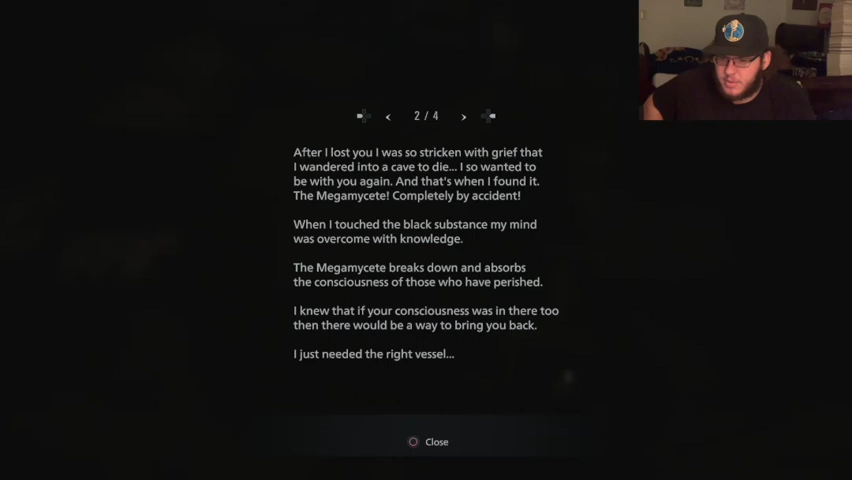 2 / 4
After I lost you I was so stricken with grief that
I wandered into a cave to die... I so wanted to
be with you again. And that's when I found it.
The Megamycete! Completely by accident!
When I touched the black substance my mind
was overcome with knowledge.
The Megamycete breaks down and absorbs
the consciousness of those who have perished.
I knew that if your consciousness was in there too
then there would be a way to bring you back.
I just needed the right vessel...
Close